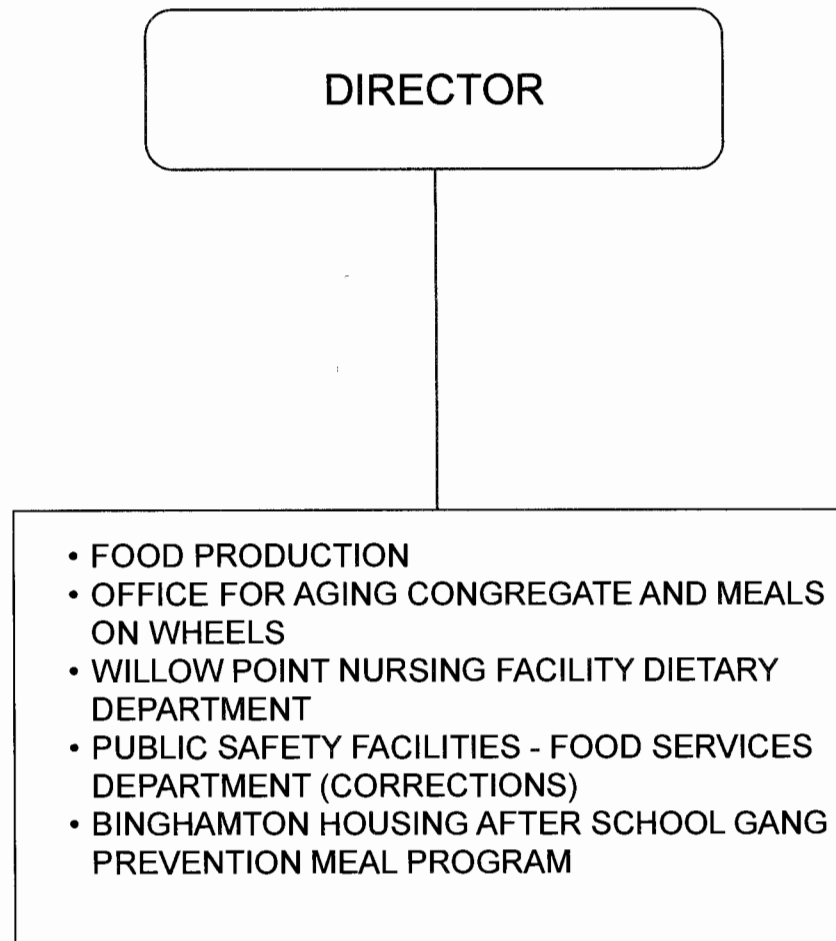 DIRECTOR
• FOOD PRODUCTION
• OFFICE FOR AGING CONGREGATE AND MEALS
ON WHEELS
• WILLOW POINT NURSING FACILITY DIETARY
DEPARTMENT
• PUBLIC SAFETY FACILITIES - FOOD SERVICES
DEPARTMENT (CORRECTIONS)
• BINGHAMTON HOUSING AFTER SCHOOL GANG
PREVENTION MEAL PROGRAM